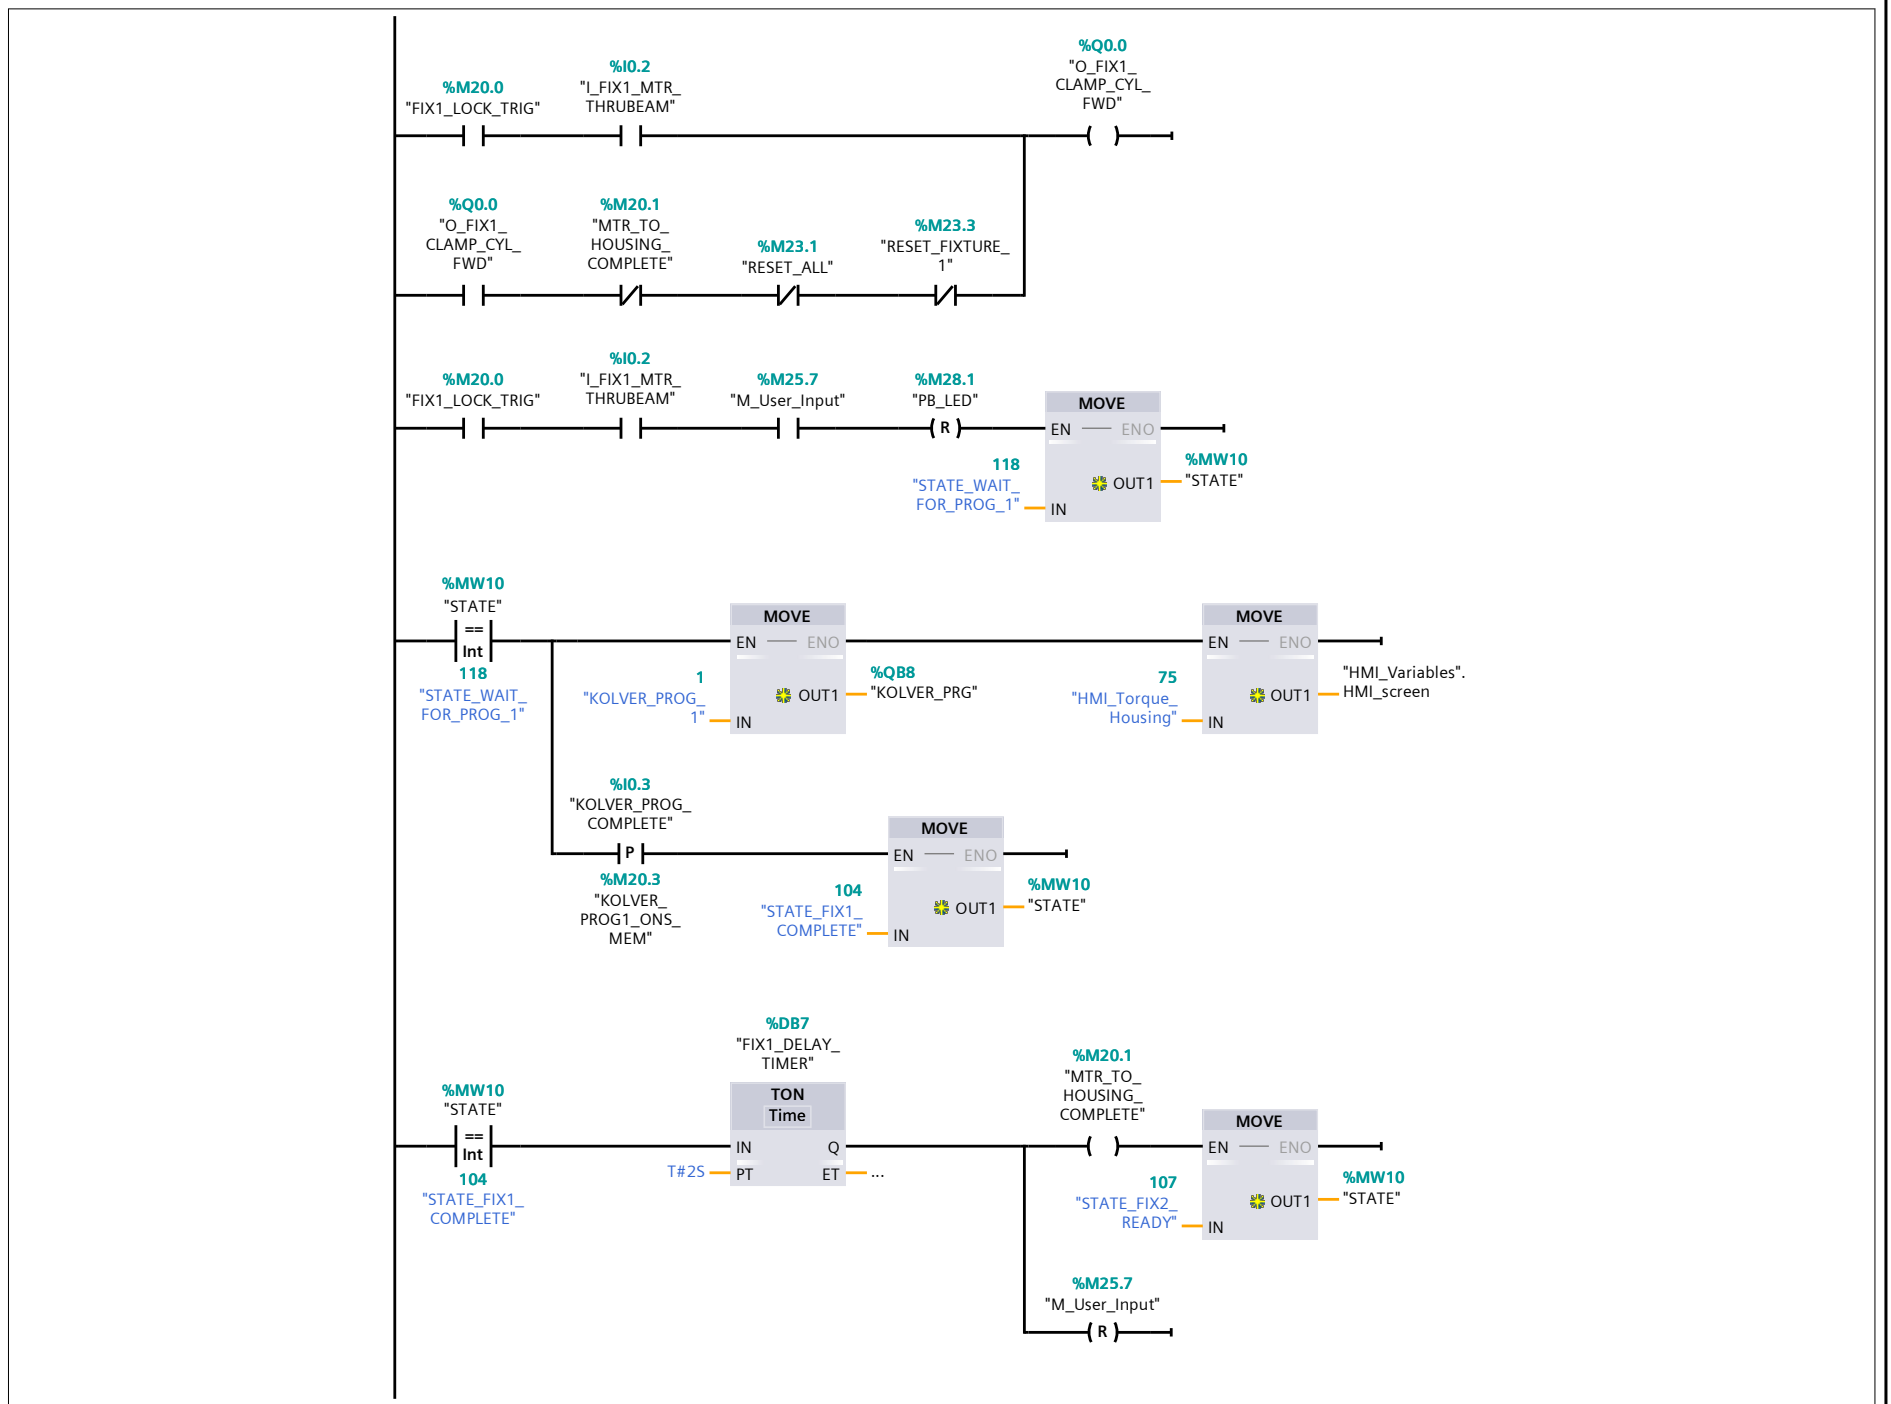 %Q0.0
"O_FIX1_
CLAMP_CYL_
FWD"
%I0.2
"I_FIX1_MTR_
THRUBEAM"
%M20.0
"FIX1_LOCK_TRIG"
%Q0.0
"O_FIX1_
CLAMP_CYL_
FWD"
%M20.1
"MTR_TO_
HOUSING_
COMPLETE"
%M23.1
"RESET_ALL"
%M23.3
"RESET_FIXTURE_
1"
%M20.0
"FIX1_LOCK_TRIG"
%I0.2
"I_FIX1_MTR_
THRUBEAM"
%M25.7
"M_User_Input"
%M28.1
"PB_LED"
R
MOVE
EN ENO
118
"STATE_WAIT_
FOR_PROG_1"
IN
OUT1
%MW10
"STATE"
%MW10
"STATE"
==
Int
118
"STATE_WAIT_
FOR_PROG_1"
MOVE
EN ENO
1
"KOLVER_PROG_
1"
IN
OUT1
%QB8
"KOLVER_PRG"
MOVE
EN ENO
75
"HMI_Torque_
Housing"
IN
OUT1
"HMI_Variables".
HMI_screen
%I0.3
"KOLVER_PROG_
COMPLETE"
P
%M20.3
"KOLVER_
PROG1_ONS_
MEM"
MOVE
EN ENO
104
"STATE_FIX1_
COMPLETE"
IN
OUT1
%MW10
"STATE"
%DB7
"FIX1_DELAY_
TIMER"
%MW10
"STATE"
==
Int
104
"STATE_FIX1_
COMPLETE"
TON
Time
IN Q
T#2S PT ET ...
%M20.1
"MTR_TO_
HOUSING_
COMPLETE"
MOVE
EN ENO
107
"STATE_FIX2_
READY"
IN
OUT1
%MW10
"STATE"
%M25.7
"M_User_Input"
R